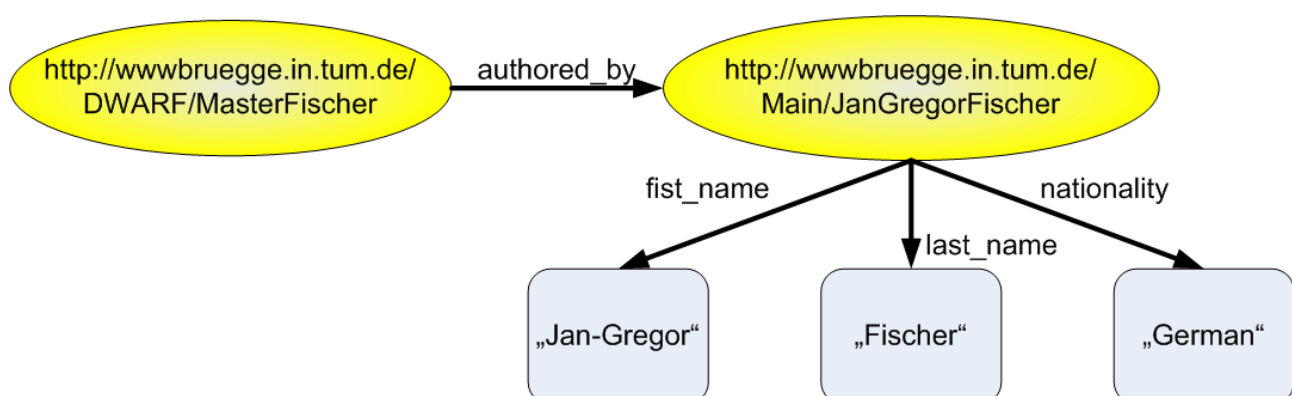 http://wwwbruegge.in.tum.de/
DWARF/MasterFischer
authored_by
http://wwwbruegge.in.tum.de/
Main/JanGregorFischer
fist_name
nationality
last_name
„Jan-Gregor“
„Fischer“
„German“